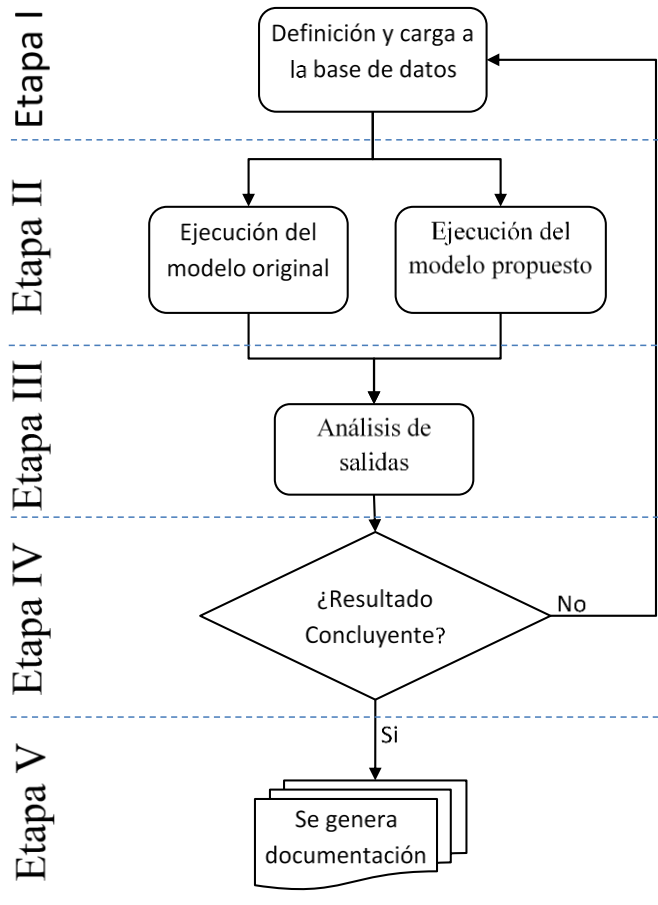 Etapa I
Definición y carga a
la base de datos
Etapa II
Ejecución del
modelo original
Ejecución del
modelo propuesto
Etapa III
Análisis de
salidas
Etapa IV
¿Resultado
Concluyente?
No
Si
Etapa V
Se genera
documentación